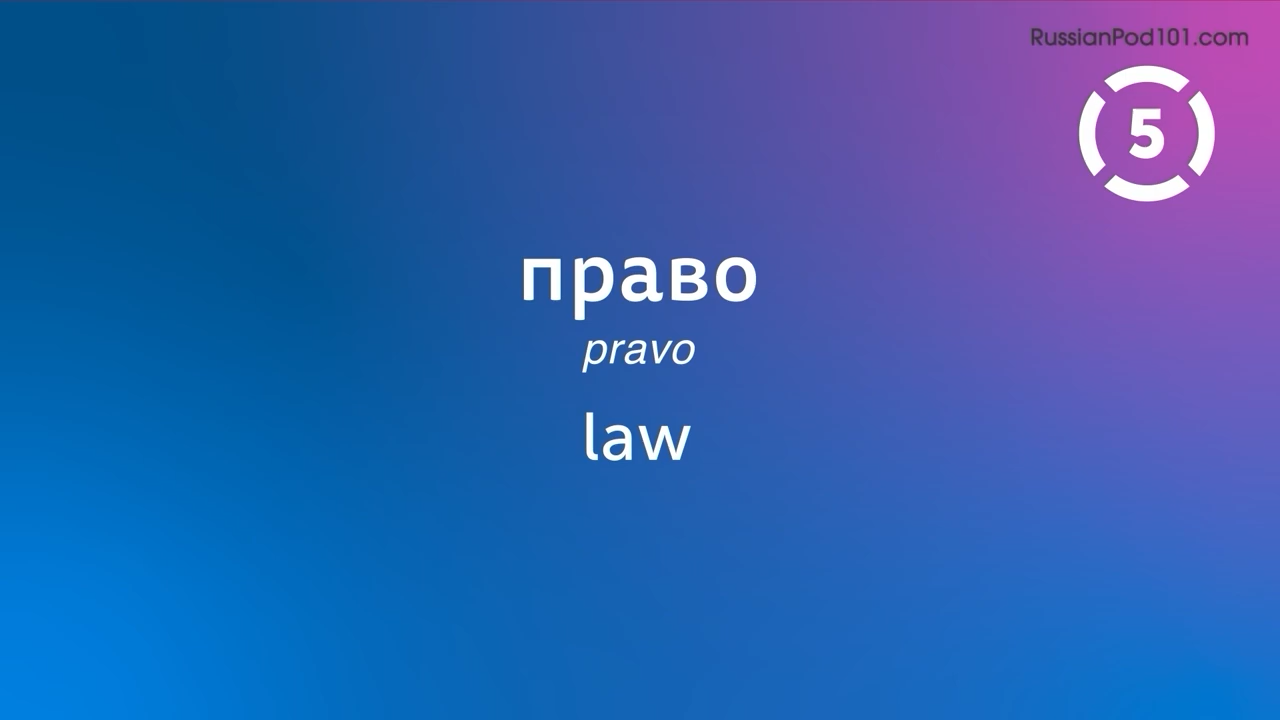 RussianPod101.com
5
право
pravo
law